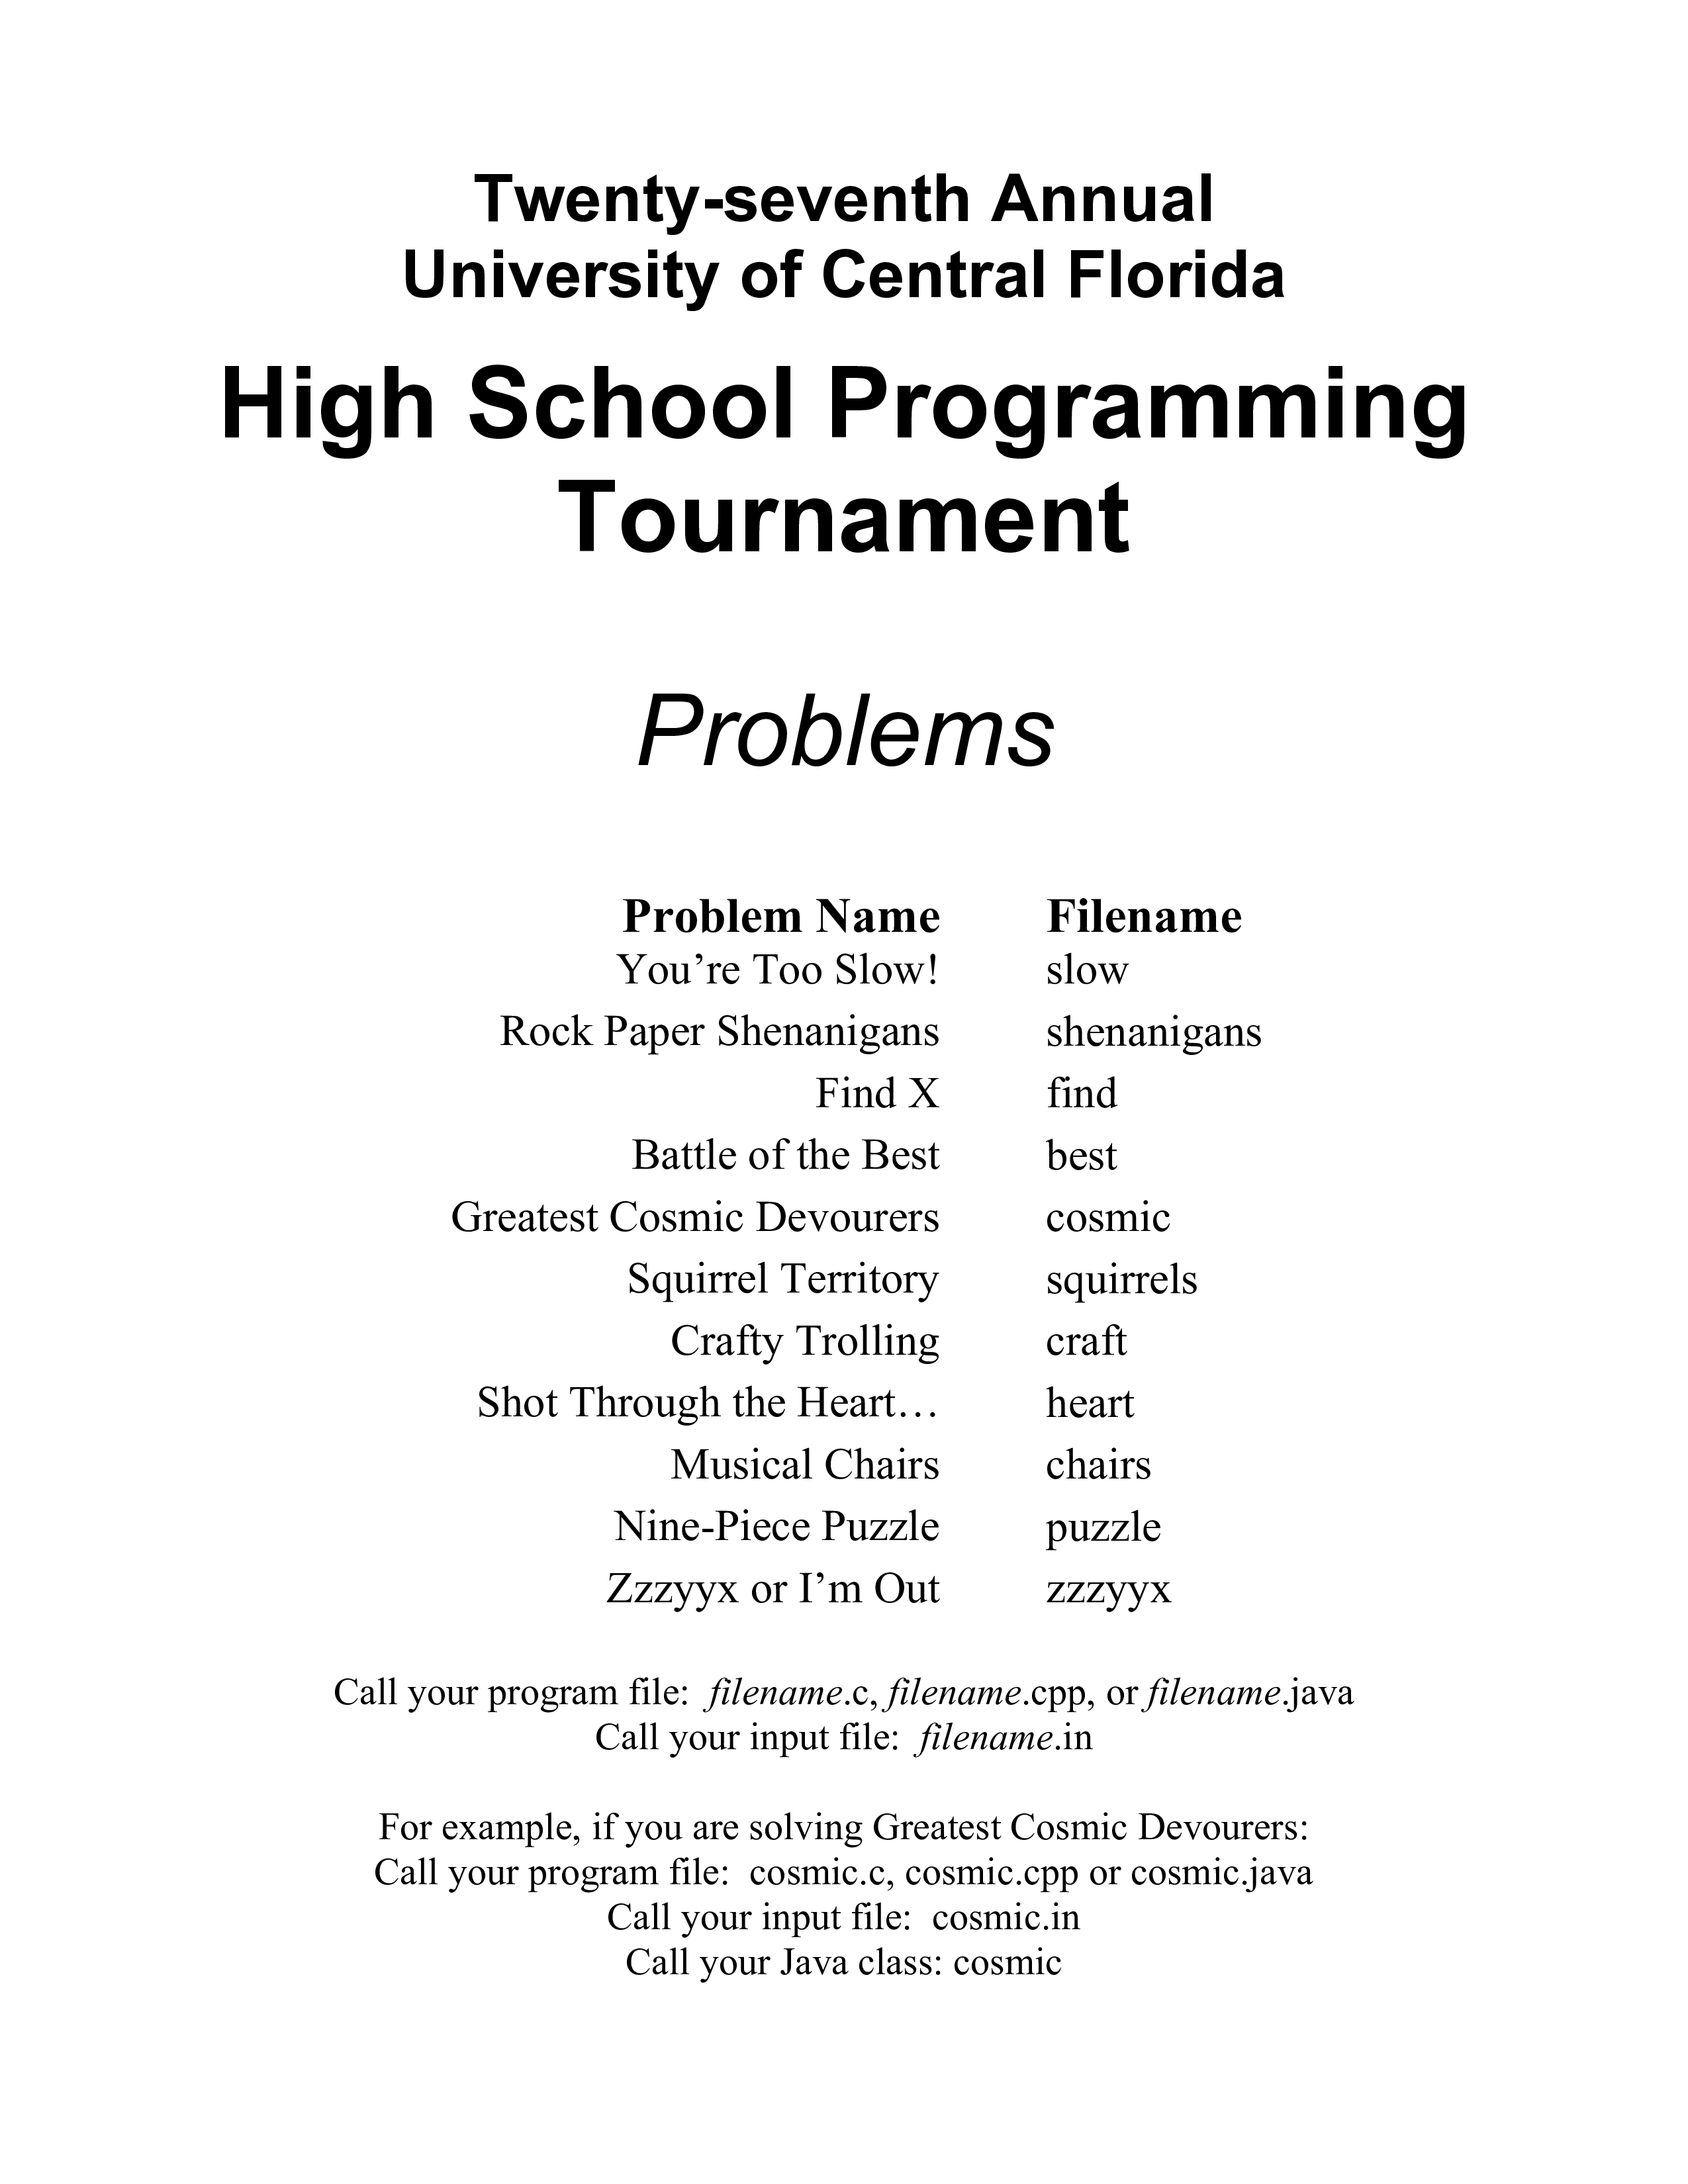 Twenty-seventh Annual
University of Central Florida
High School Programming
Tournament
Problems
Problem Name Filename
You’re Too Slow! slow
Rock Paper Shenanigans shenanigans
Find X find
Battle of the Best best
Greatest Cosmic Devourers cosmic
Squirrel Territory squirrels
Crafty Trolling craft
Shot Through the Heart… heart
Musical Chairs chairs
Nine-Piece Puzzle puzzle
Zzzyyx or I’m Out zzzyyx
Call your program file: filename.c, filename.cpp, or filename.java
Call your input file: filename.in
For example, if you are solving Greatest Cosmic Devourers:
Call your program file: cosmic.c, cosmic.cpp or cosmic.java
Call your input file: cosmic.in
Call your Java class: cosmic